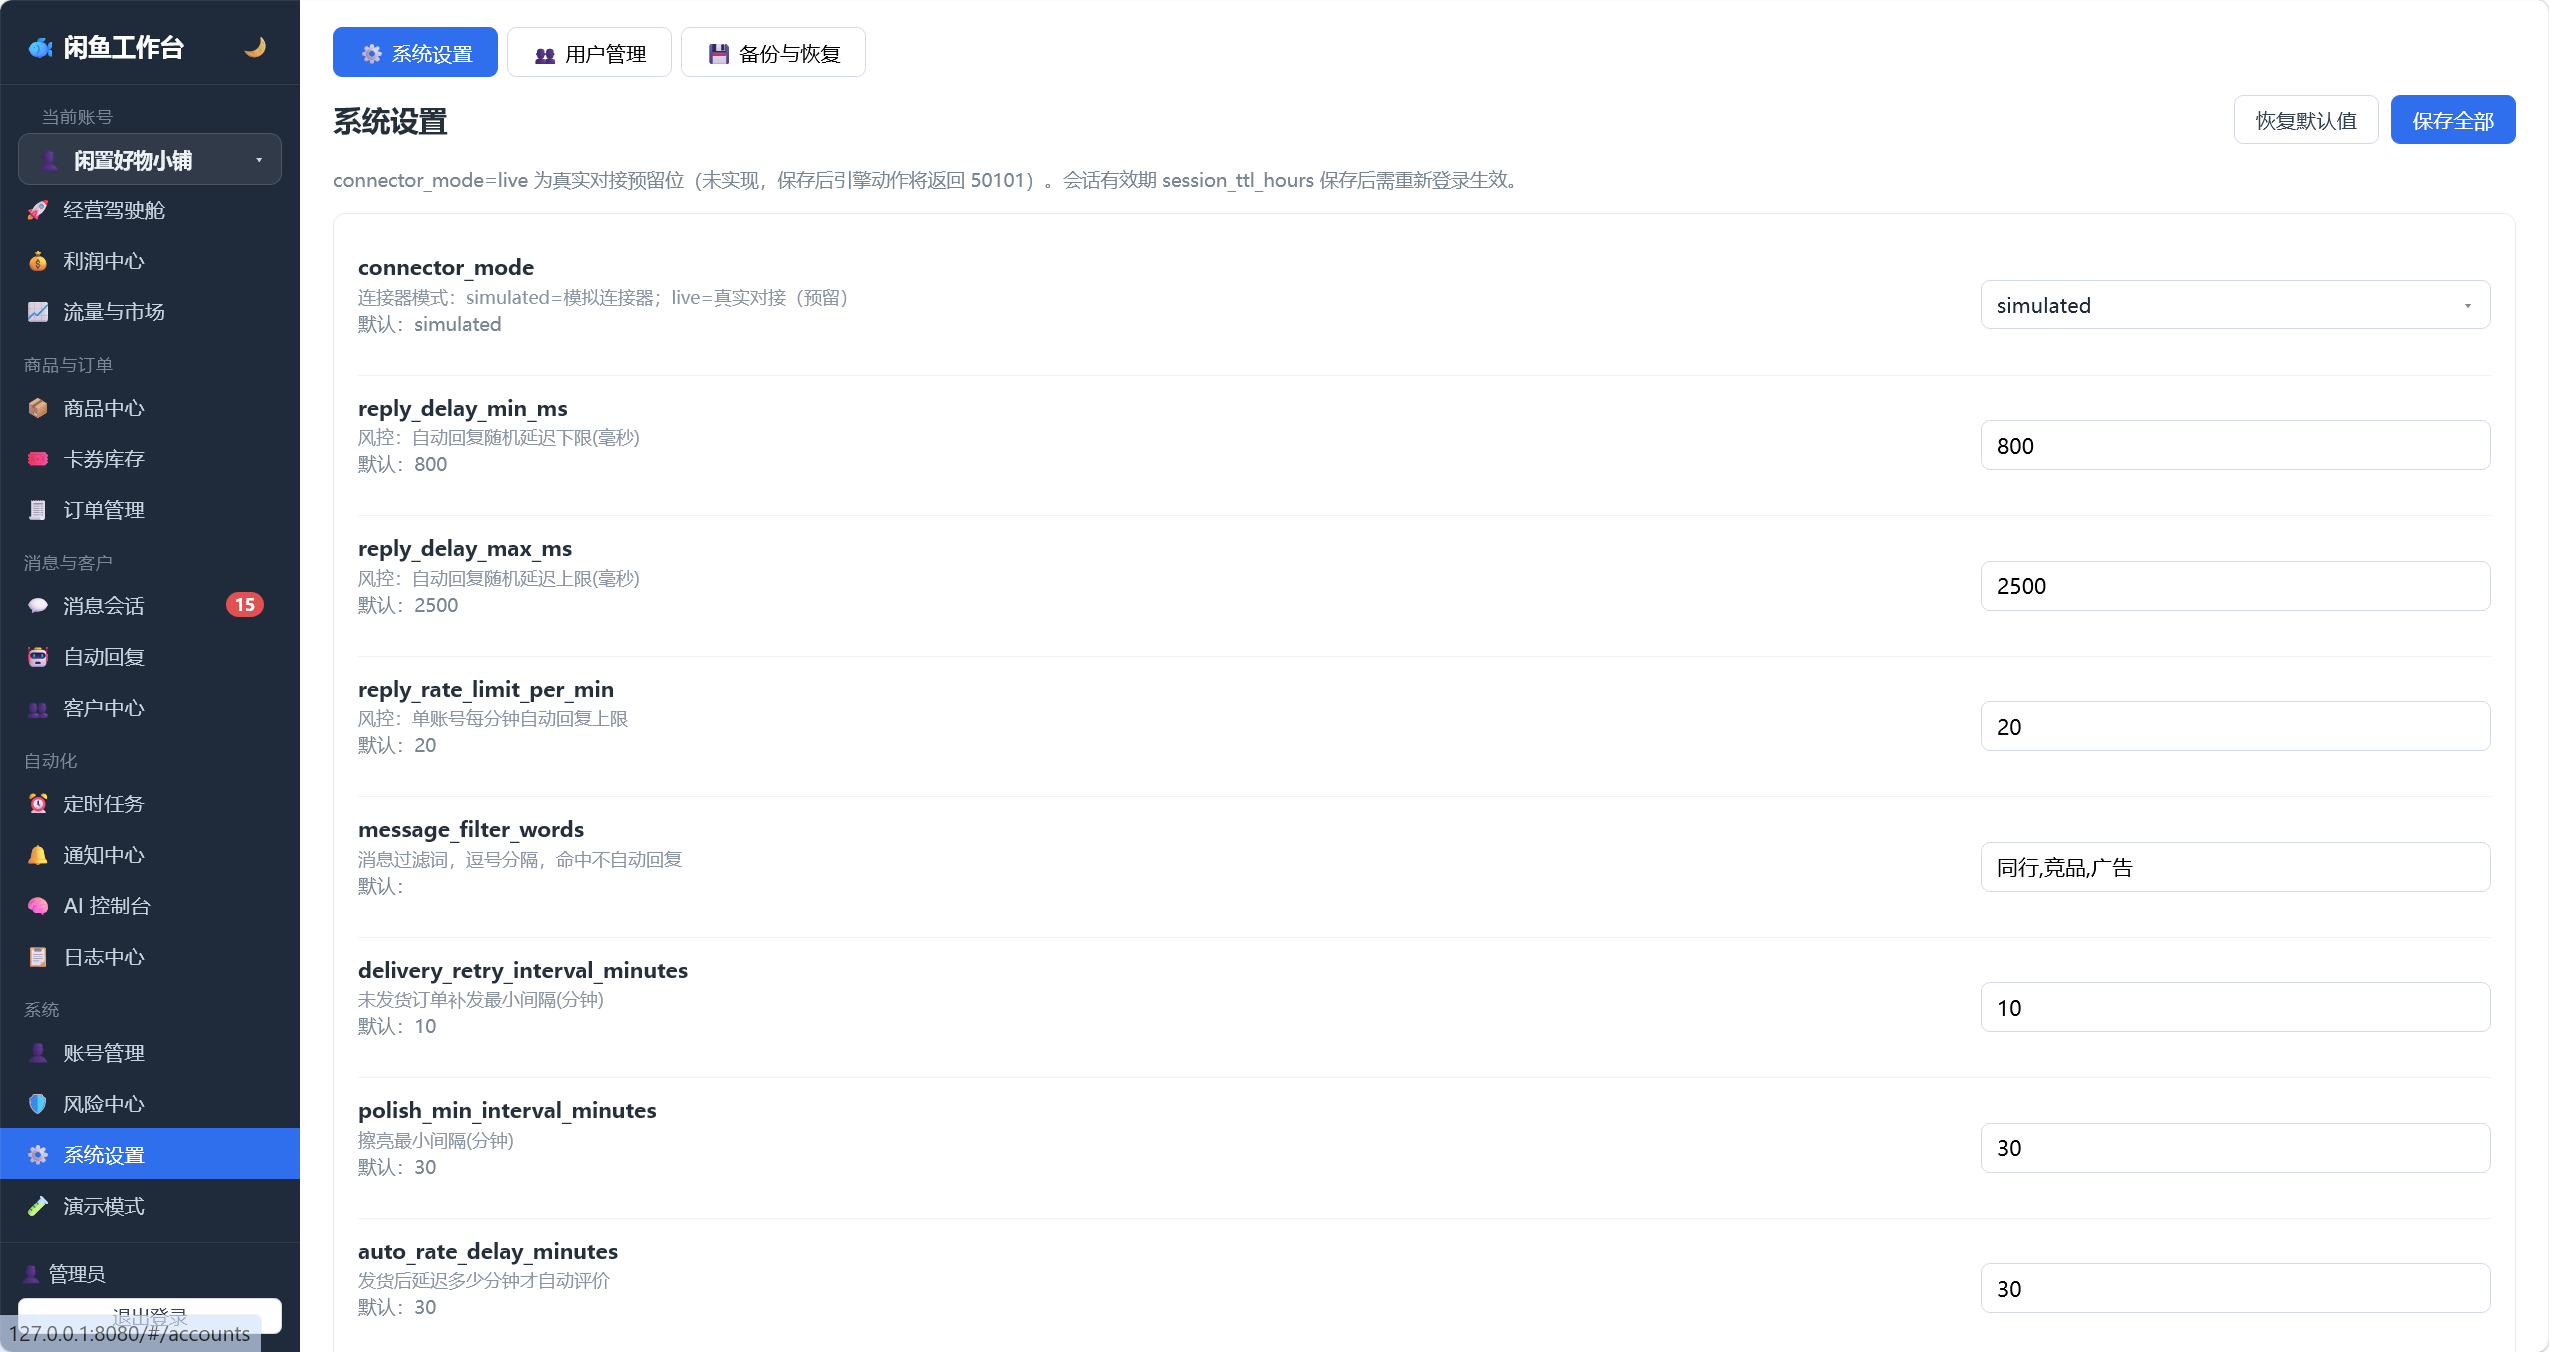 闲鱼工作台
当前账号
闲置好物小铺
经营驾驶舱
利润中心
流量与市场
商品与订单
商品中心
卡券库存
订单管理
消息与客户
消息会话 15
自动回复
客户中心
自动化
定时任务
通知中心
AI 控制台
日志中心
系统
账号管理
风险中心
系统设置
演示模式
管理员
退出登录
127.0.0.1:8080/#/accounts
系统设置 用户管理 备份与恢复
系统设置
恢复默认值 保存全部
connector_mode=live 为真实对接预留位（未实现，保存后引擎动作将返回 50101）。会话有效期 session_ttl_hours 保存后需重新登录生效。
connector_mode
连接器模式：simulated=模拟连接器；live=真实对接（预留）
默认：simulated
simulated
reply_delay_min_ms
风控：自动回复随机延迟下限(毫秒)
默认：800
800
reply_delay_max_ms
风控：自动回复随机延迟上限(毫秒)
默认：2500
2500
reply_rate_limit_per_min
风控：单账号每分钟自动回复上限
默认：20
20
message_filter_words
消息过滤词，逗号分隔，命中不自动回复
默认：
同行,竞品,广告
delivery_retry_interval_minutes
未发货订单补发最小间隔(分钟)
默认：10
10
polish_min_interval_minutes
擦亮最小间隔(分钟)
默认：30
30
auto_rate_delay_minutes
发货后延迟多少分钟才自动评价
默认：30
30